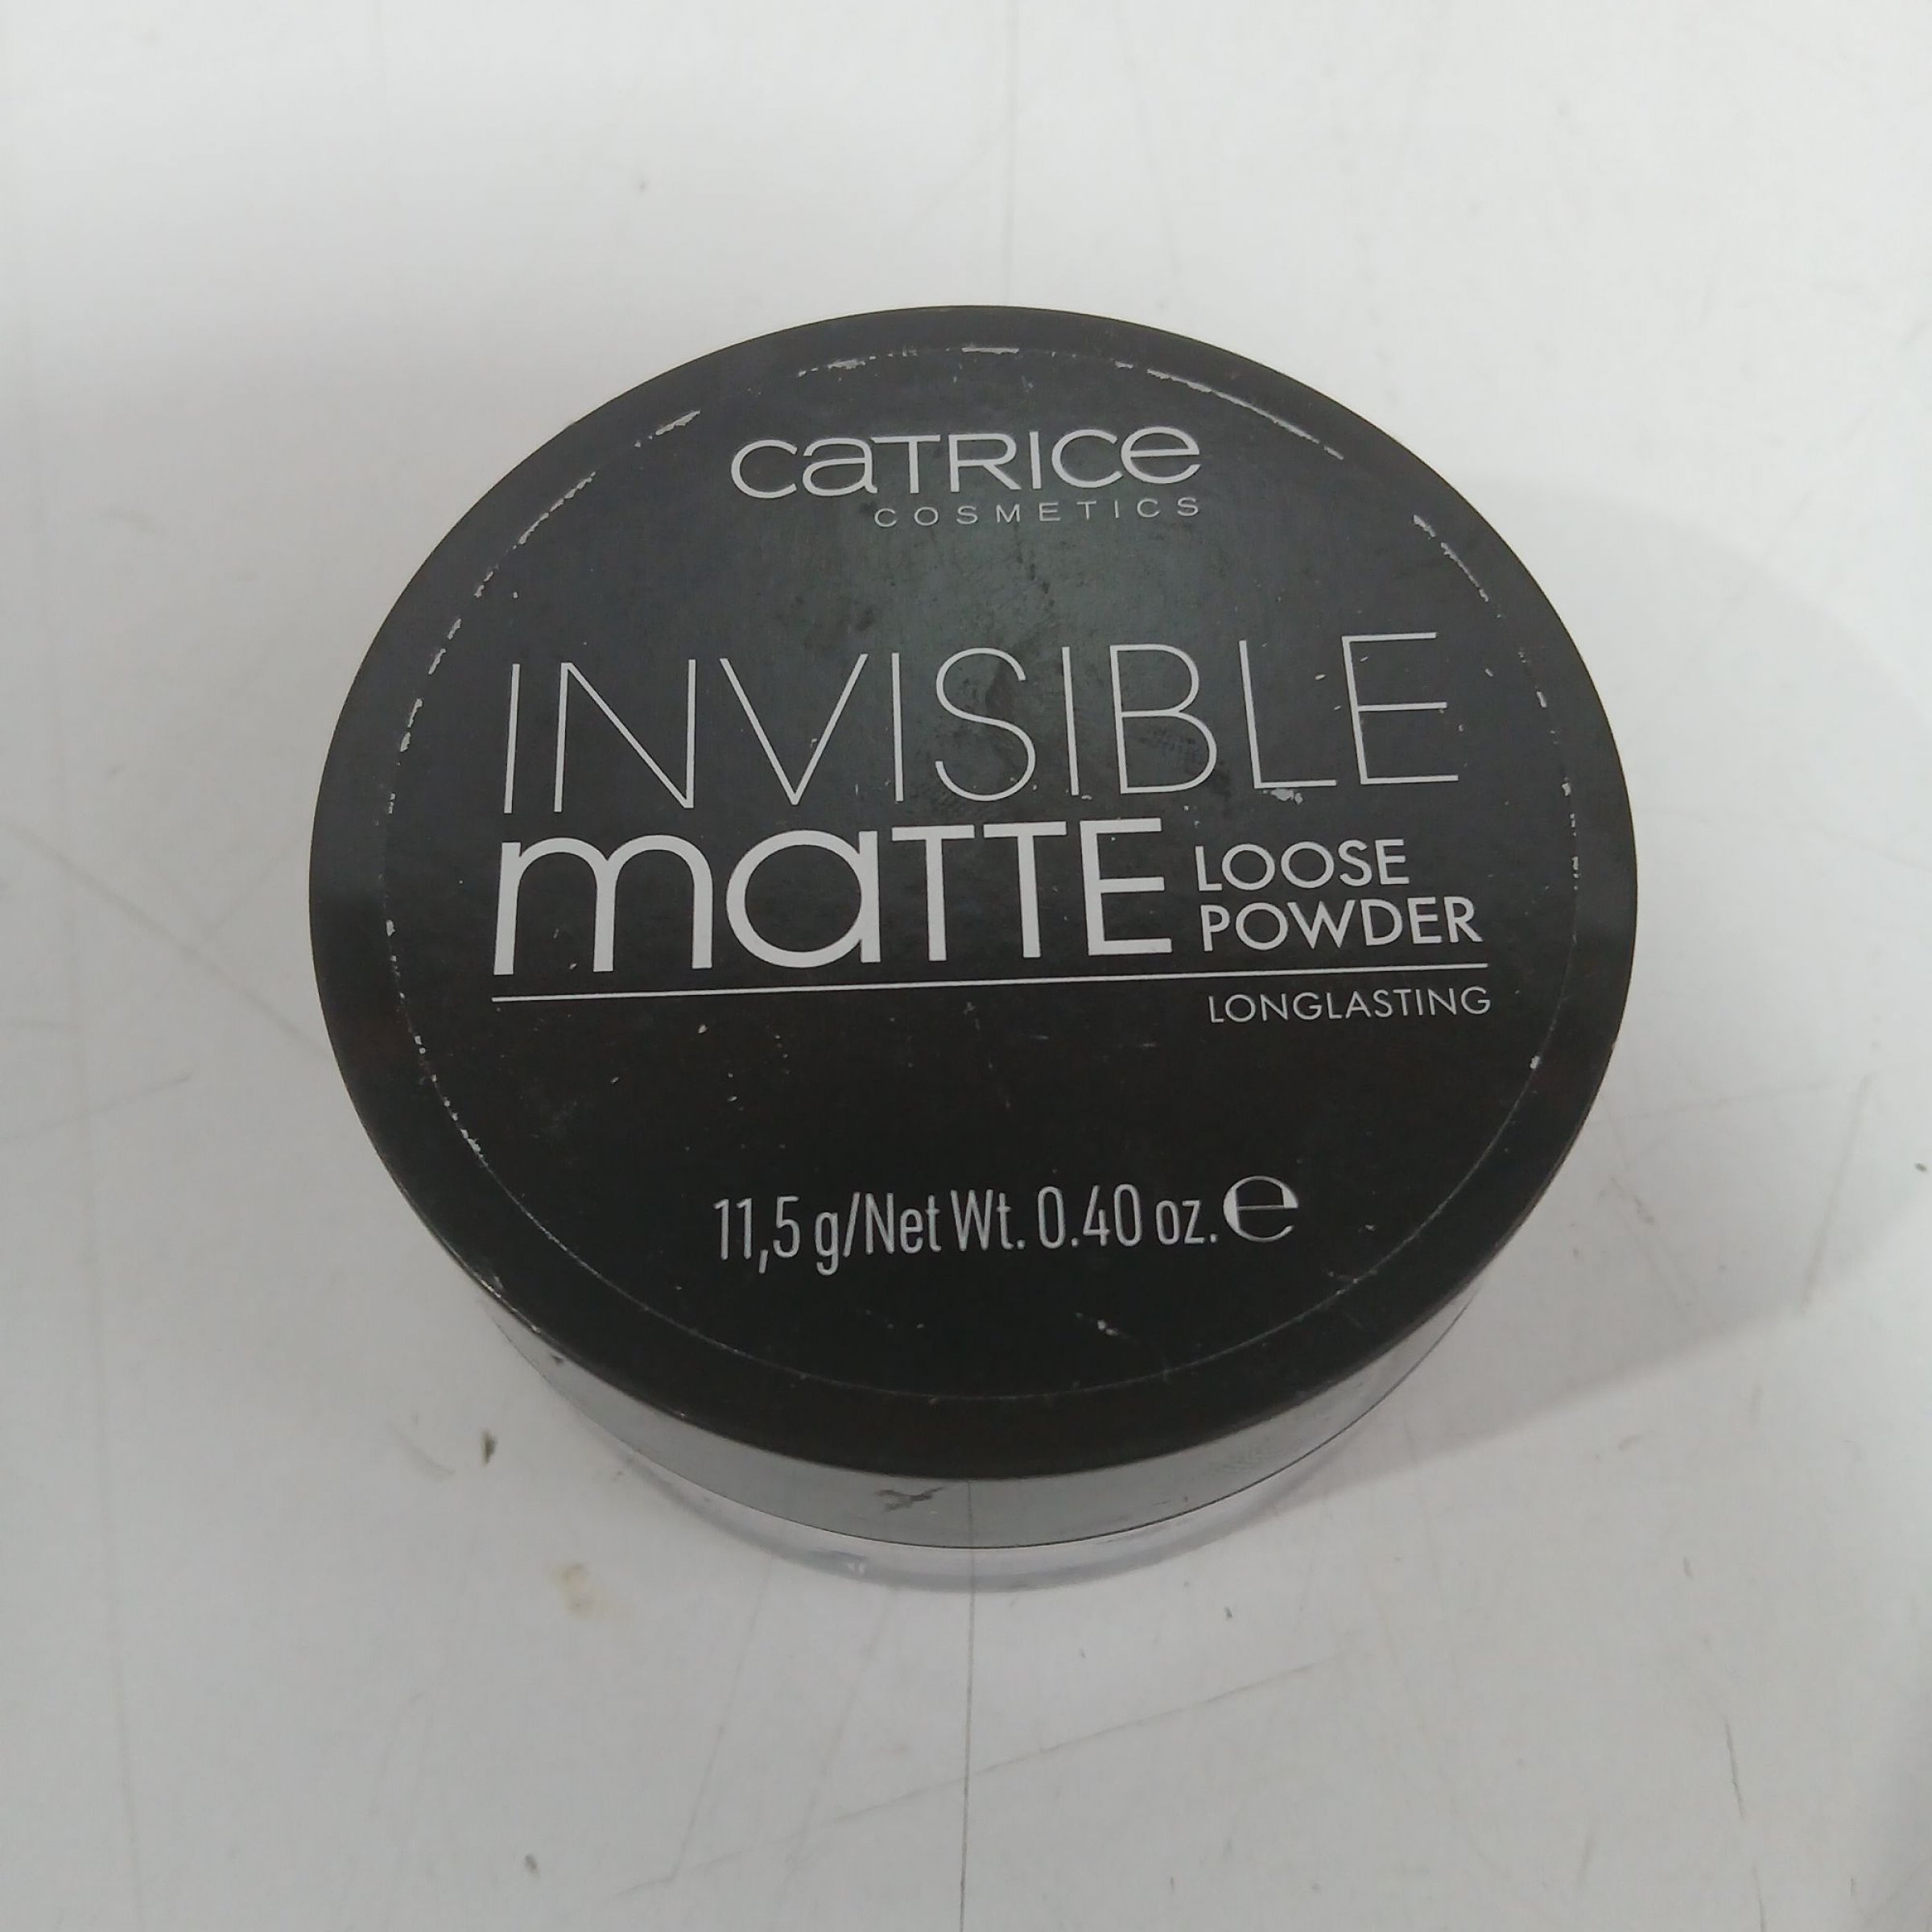 CATRICE
COSMETICS
INVISIBLE
MATTE LOOSE
POWDER
LONGLASTING
11,5 g/Net Wt. 0.40 oz. ℮